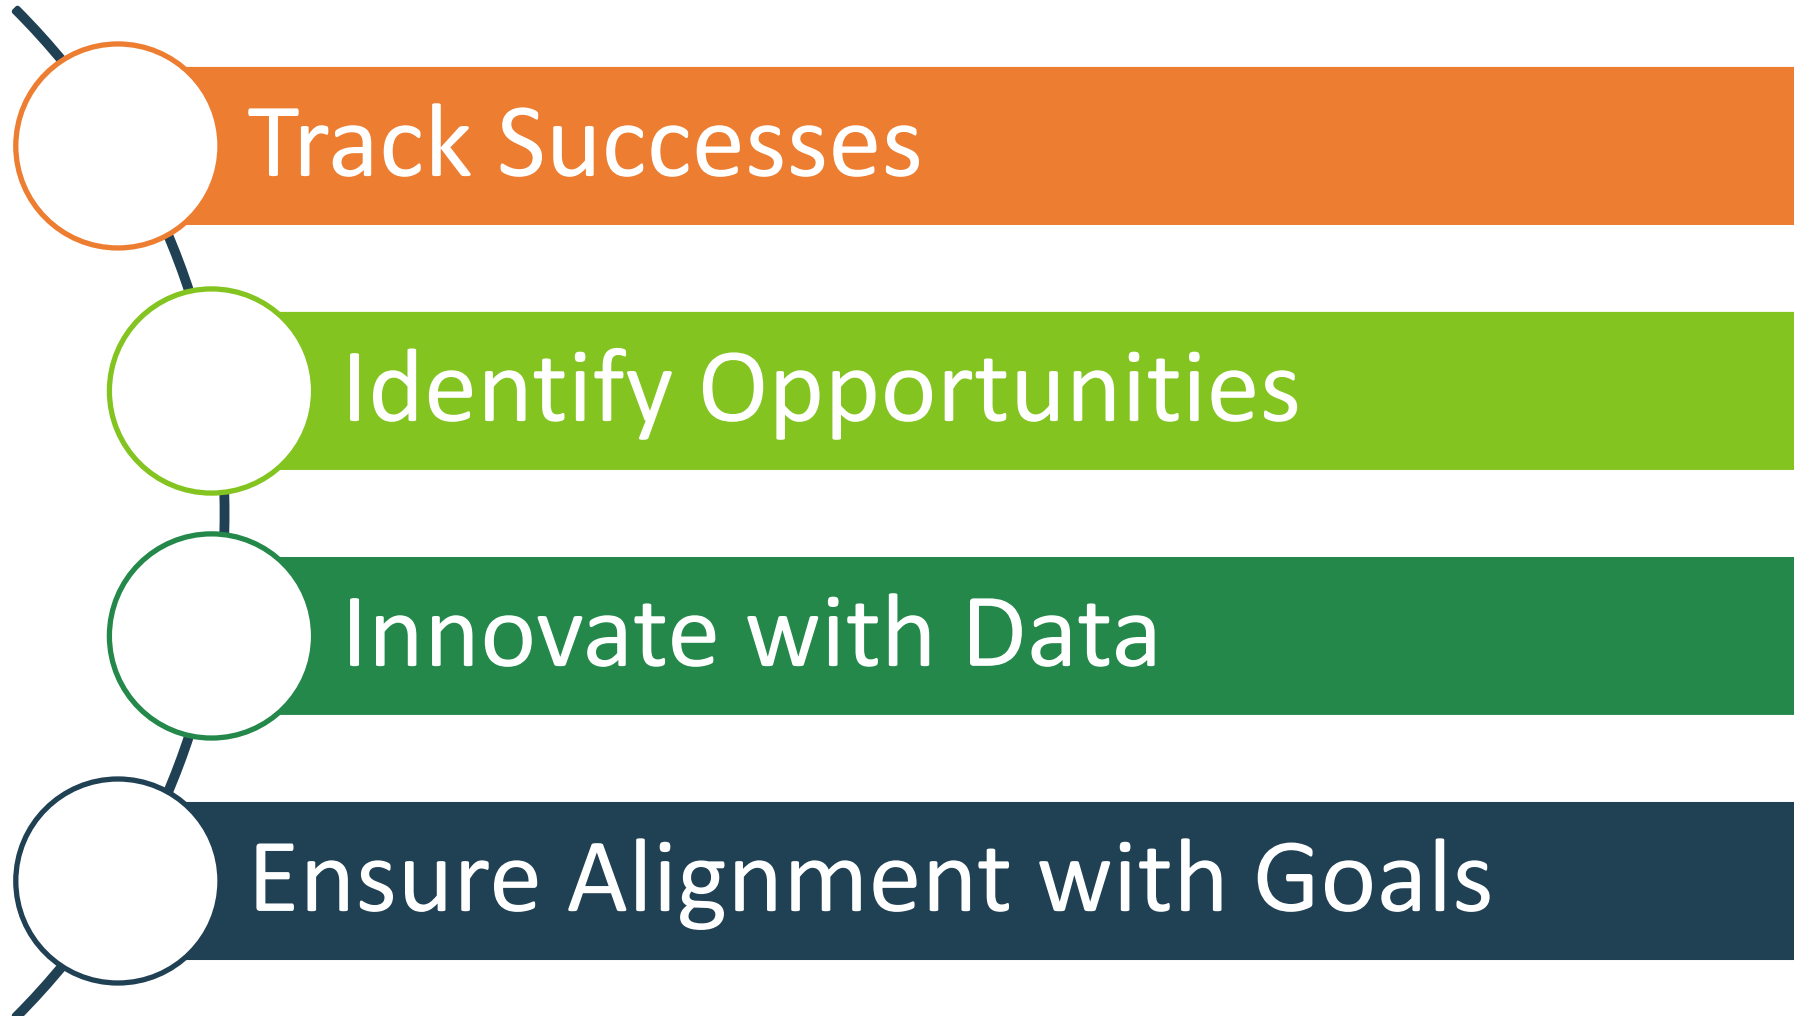 Track Successes
Identify Opportunities
Innovate with Data
Ensure Alignment with Goals